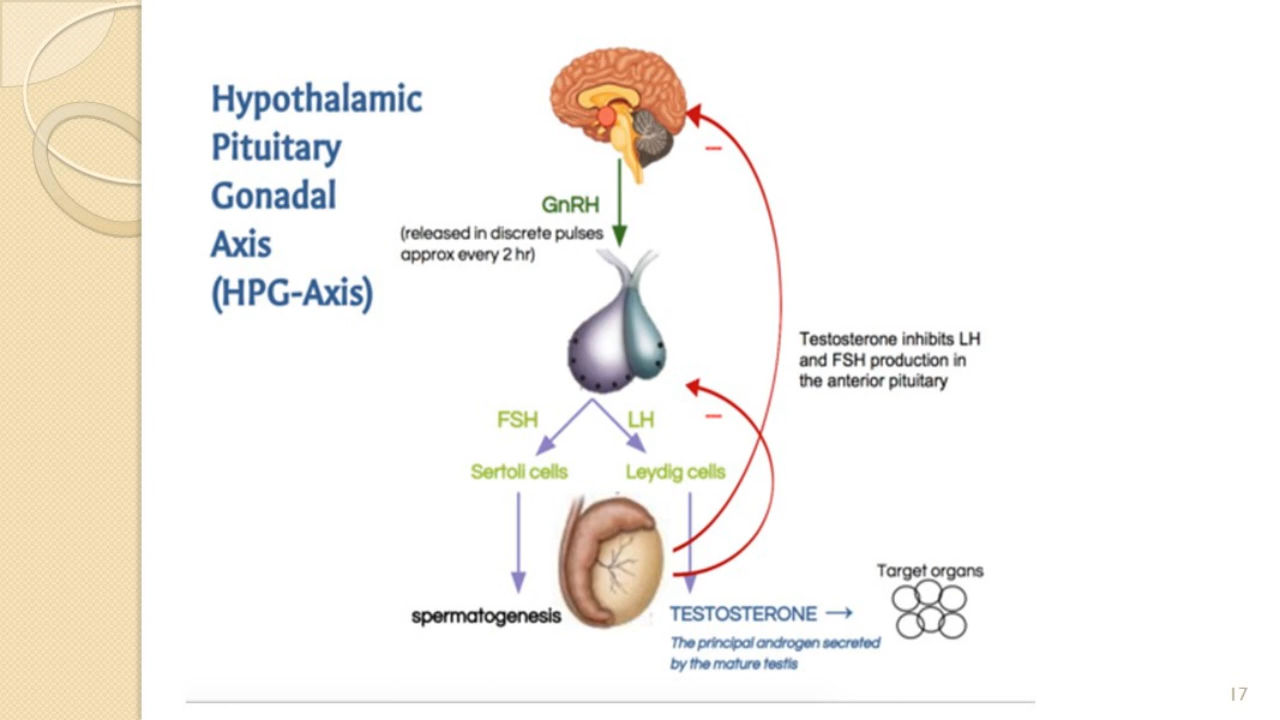 Hypothalamic
Pituitary
Gonadal
Axis
(HPG-Axis)
GnRH
(released in discrete pulses
approx every 2 hr)
–
Testosterone inhibits LH
and FSH production in
the anterior pituitary
–
FSH
LH
Sertoli cells
Leydig cells
Target organs
spermatogenesis
TESTOSTERONE →
The principal androgen secreted
by the mature testis
17